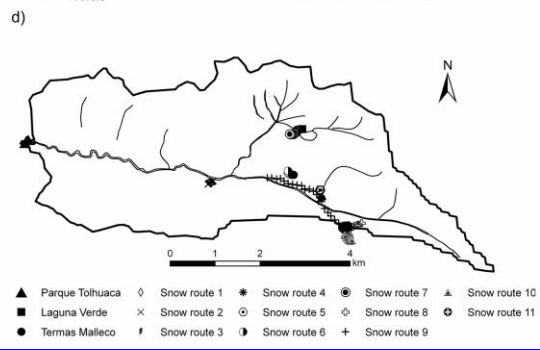 d)
N
0 1 2 4
km
Parque Tolhuaca Snow route 1 Snow route 4 Snow route 7 Snow route 10
Laguna Verde Snow route 2 Snow route 5 Snow route 8 Snow route 11
Termas Malleco Snow route 3 Snow route 6 Snow route 9